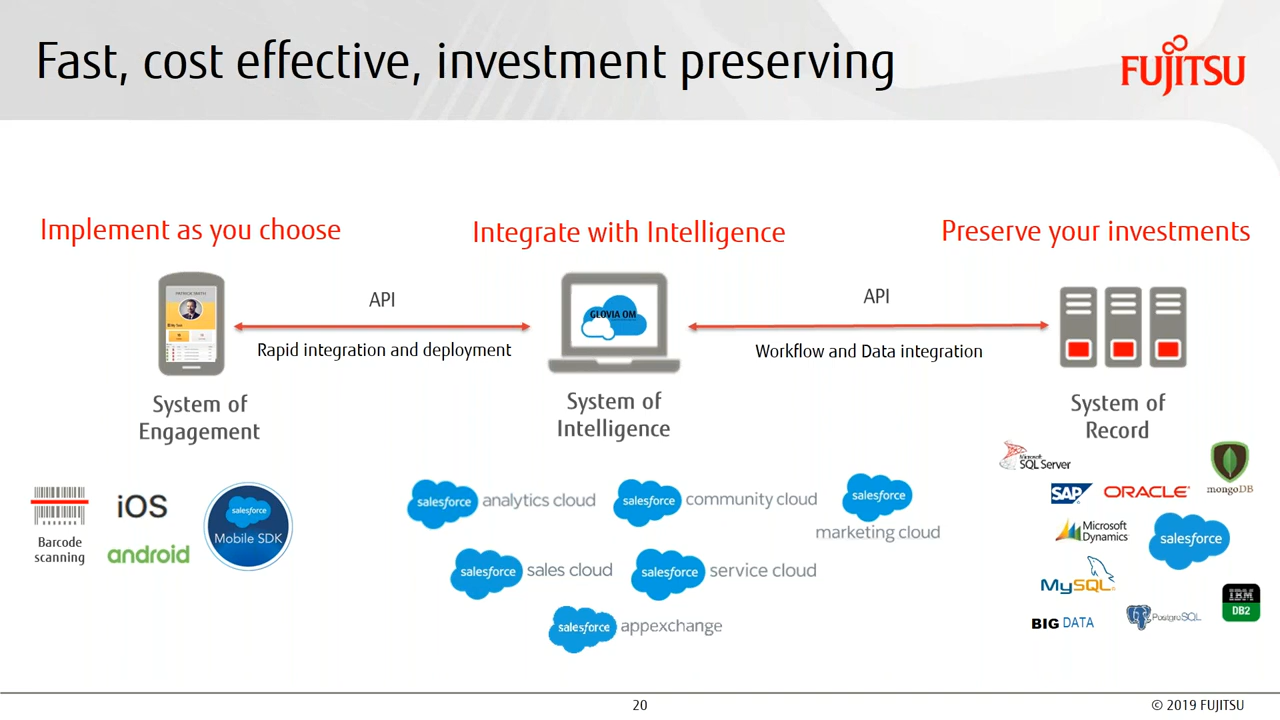 Fast, cost effective, investment preserving
FUJITSU
Implement as you choose
Integrate with Intelligence
Preserve your investments
API
Rapid integration and deployment
GLOVIA OM
API
Workflow and Data integration
System of
Engagement
System of
Intelligence
System of
Record
Barcode
scanning
iOS
android
salesforce
Mobile SDK
salesforce analytics cloud
salesforce community cloud
salesforce
marketing cloud
salesforce sales cloud
salesforce service cloud
salesforce appexchange
Microsoft
SQL Server
mongoDB
SAP
ORACLE
Microsoft
Dynamics
salesforce
MySQL
IBM
DB2
BIG DATA
PostgreSQL
20
© 2019 FUJITSU